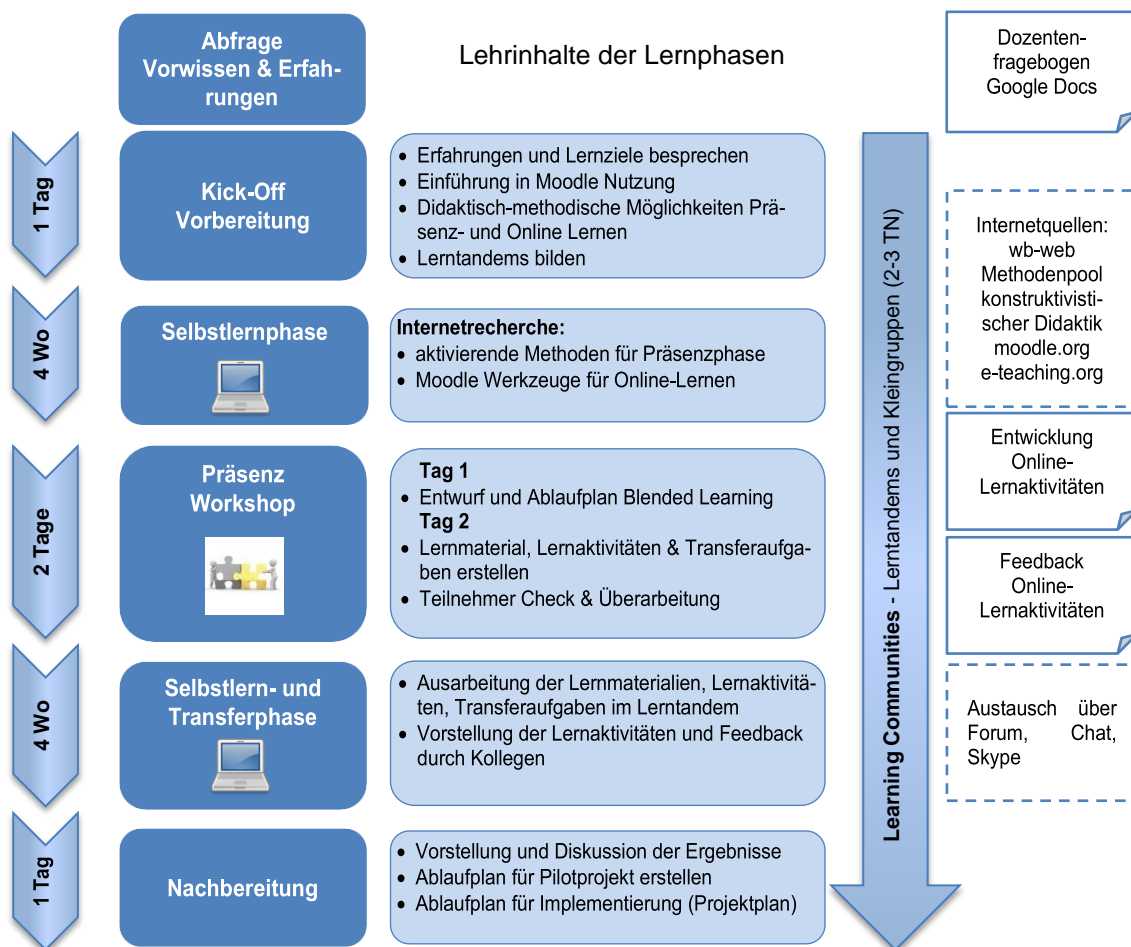 Abfrage
Vorwissen & Erfah-
rungen
Lehrinhalte der Lernphasen
Dozenten-
fragebogen
Google Docs
1 Tag
Kick-Off
Vorbereitung
• Erfahrungen und Lernziele besprechen
• Einführung in Moodle Nutzung
• Didaktisch-methodische Möglichkeiten Prä-
senz- und Online Lernen
• Lerntandems bilden
Internetquellen:
wb-web
Methodenpool
konstruktivisti-
scher Didaktik
moodle.org
e-teaching.org
4 Wo
Selbstlernphase
Internetrecherche:
• aktivierende Methoden für Präsenzphase
• Moodle Werkzeuge für Online-Lernen
Learning Communities - Lerntandems und Kleingruppen (2-3 TN)
2 Tage
Präsenz
Workshop
Tag 1
• Entwurf und Ablaufplan Blended Learning
Tag 2
• Lernmaterial, Lernaktivitäten & Transferaufga-
ben erstellen
• Teilnehmer Check & Überarbeitung
Entwicklung
Online-
Lernaktivitäten
Feedback
Online-
Lernaktivitäten
4 Wo
Selbstlern- und
Transferphase
• Ausarbeitung der Lernmaterialien, Lernaktivitä-
ten, Transferaufgaben im Lerntandem
• Vorstellung der Lernaktivitäten und Feedback
durch Kollegen
Austausch über
Forum, Chat,
Skype
1 Tag
Nachbereitung
• Vorstellung und Diskussion der Ergebnisse
• Ablaufplan für Pilotprojekt erstellen
• Ablaufplan für Implementierung (Projektplan)